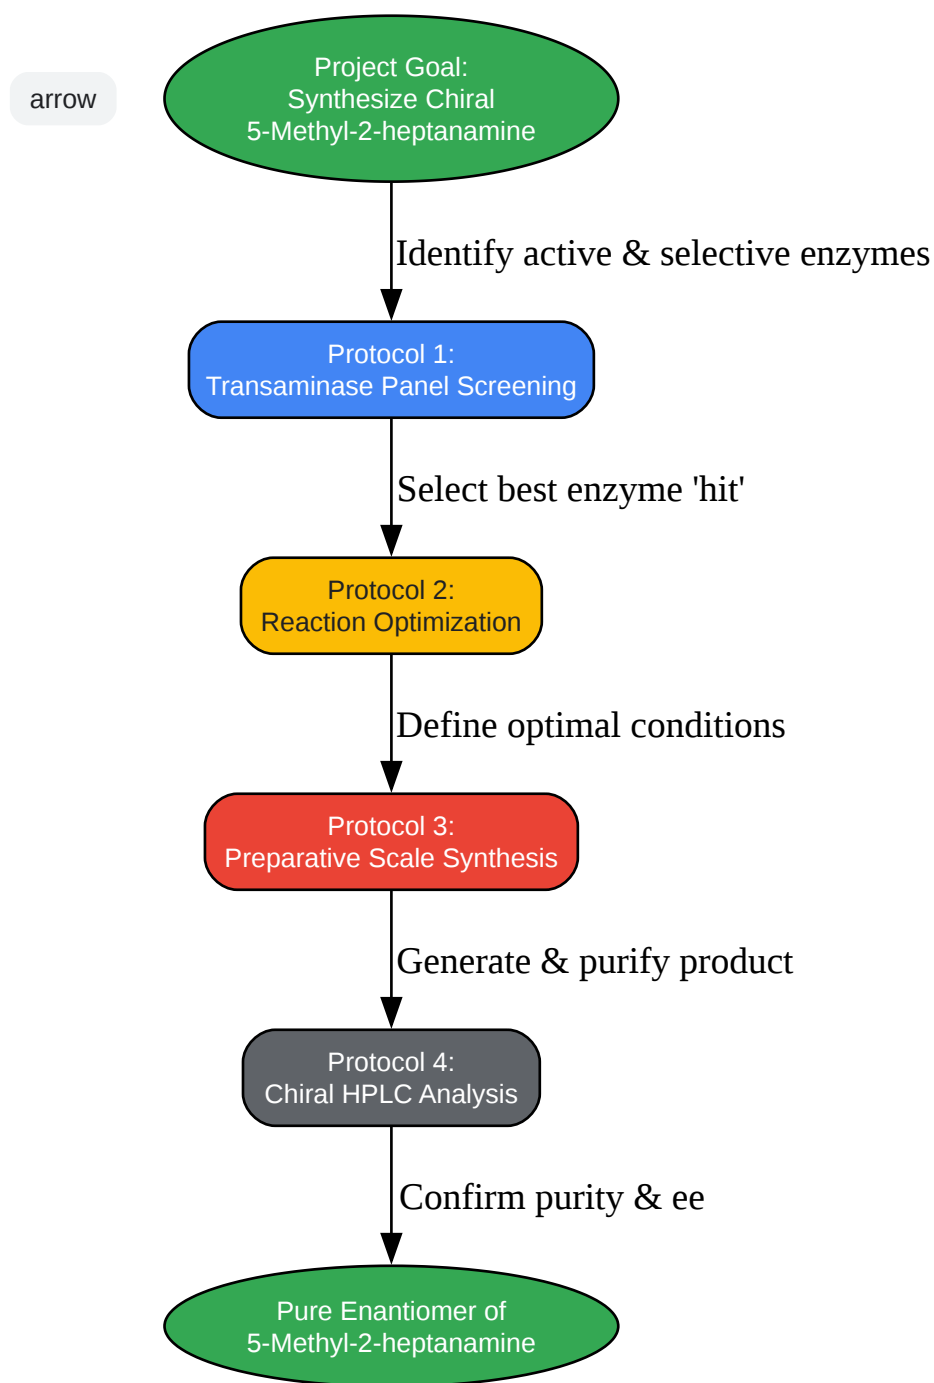 Project Goal:
Synthesize Chiral
5-Methyl-2-heptanamine
arrow
Identify active & selective enzymes
Protocol 1:
Transaminase Panel Screening
Select best enzyme 'hit'
Protocol 2:
Reaction Optimization
Define optimal conditions
Protocol 3:
Preparative Scale Synthesis
Generate & purify product
Protocol 4:
Chiral HPLC Analysis
Confirm purity & ee
Pure Enantiomer of
5-Methyl-2-heptanamine